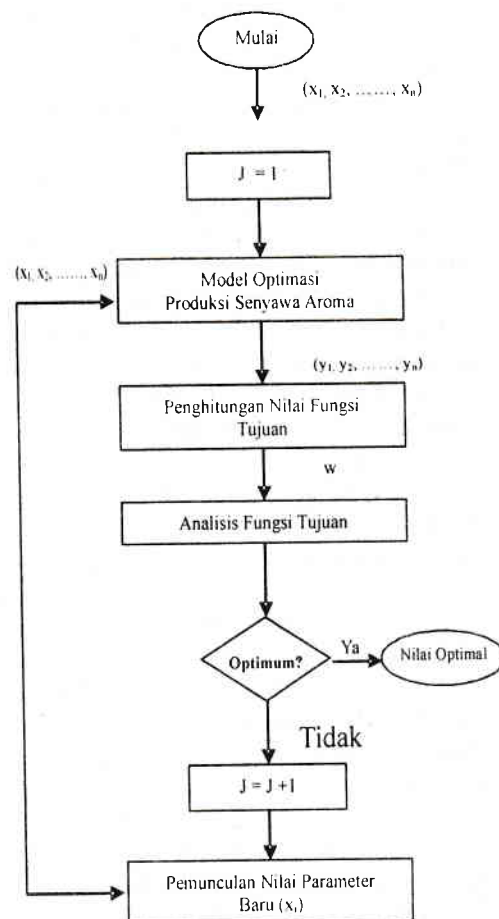 Mulai
(x₁, x₂, ......, xₙ)
J = 1
(x₁, x₂, ......, xₙ)
Model Optimasi
Produksi Senyawa Aroma
(y₁, y₂, ......, yₙ)
Penghitungan Nilai Fungsi
Tujuan
w
Analisis Fungsi Tujuan
Optimum?
Ya
Nilai Optimal
Tidak
J = J +1
Pemunculan Nilai Parameter
Baru (xᵢ)